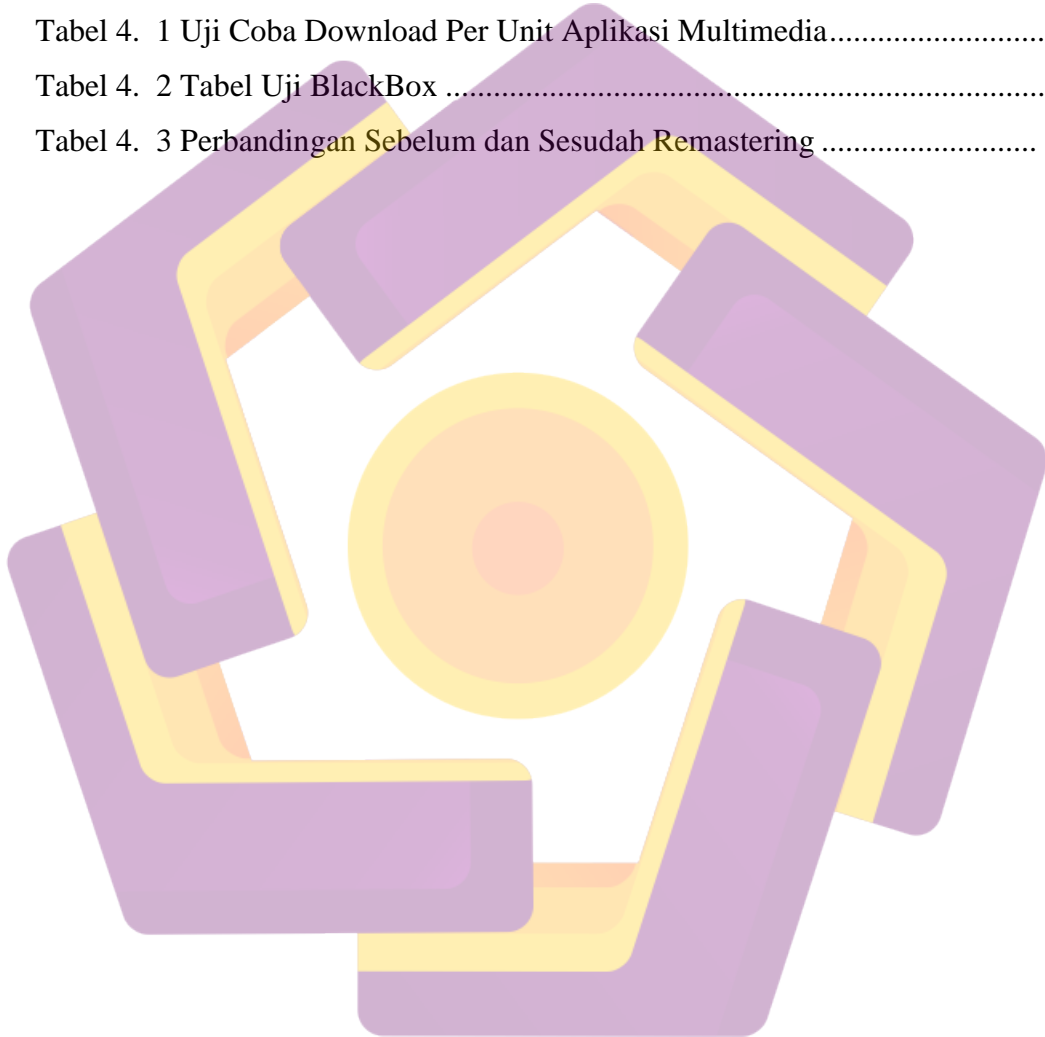 Tabel 4.  1 Uji Coba Download Per Unit Aplikasi Multimedia...........................
Tabel 4.  2 Tabel Uji BlackBox ...........................................................................
Tabel 4.  3 Perbandingan Sebelum dan Sesudah Remastering ...........................